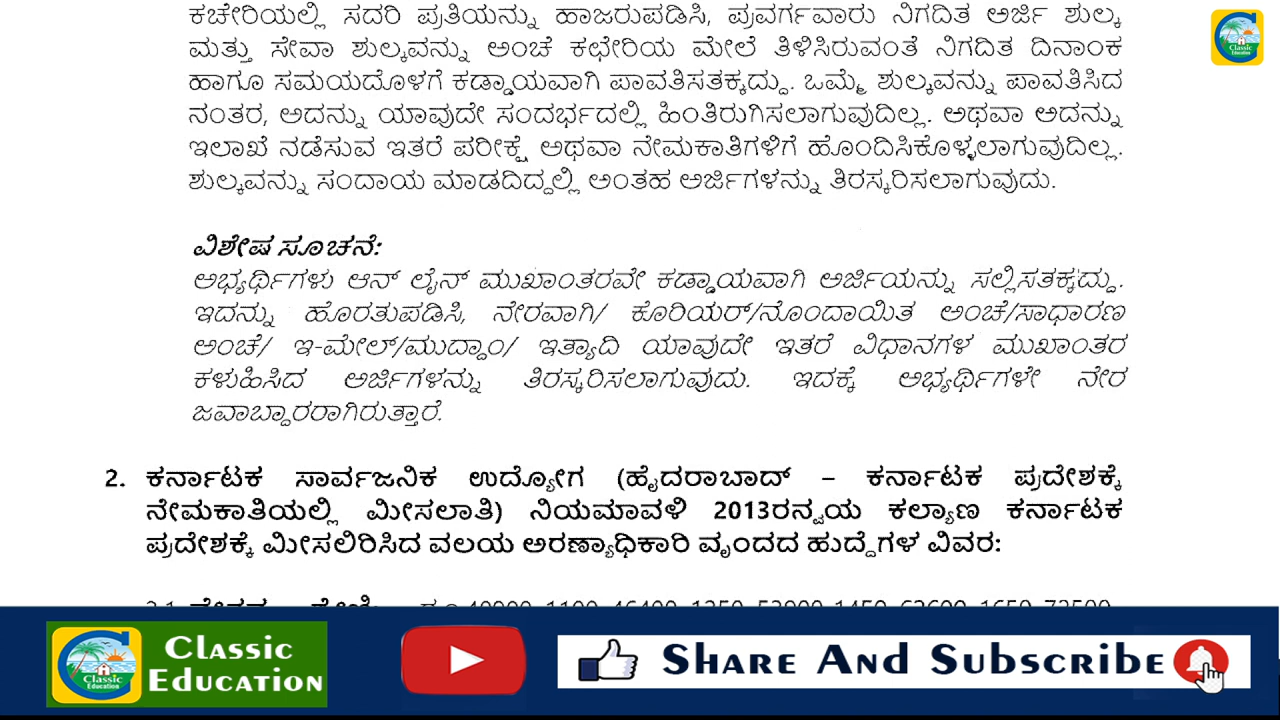 ಕಚೇರಿಯಲ್ಲಿ ಸದರಿ ಪ್ರತಿಯನ್ನು ಹಾಜರುಪಡಿಸಿ, ಪ್ರವರ್ಗವಾರು ನಿಗದಿತ ಅರ್ಜಿ ಶುಲ್ಕ
ಮತ್ತು ಸೇವಾ ಶುಲ್ಕವನ್ನು ಅಂಚೆ ಕಛೇರಿಯ ಮೇಲೆ ತಿಳಿಸಿರುವಂತೆ ನಿಗದಿತ ದಿನಾಂಕ
ಹಾಗೂ ಸಮಯದೊಳಗೆ ಕಡ್ಡಾಯವಾಗಿ ಪಾವತಿಸತಕ್ಕದ್ದು. ಒಮ್ಮೆ ಶುಲ್ಕವನ್ನು ಪಾವತಿಸಿದ
ನಂತರ, ಅದನ್ನು ಯಾವುದೇ ಸಂದರ್ಭದಲ್ಲಿ ಹಿಂತಿರುಗಿಸಲಾಗುವುದಿಲ್ಲ. ಅಥವಾ ಅದನ್ನು
ಇಲಾಖೆ ನಡೆಸುವ ಇತರೆ ಪರೀಕ್ಷೆ ಅಥವಾ ನೇಮಕಾತಿಗಳಿಗೆ ಹೊಂದಿಸಿಕೊಳ್ಳಲಾಗುವುದಿಲ್ಲ.
ಶುಲ್ಕವನ್ನು ಸಂದಾಯ ಮಾಡದಿದ್ದಲ್ಲಿ ಅಂತಹ ಅರ್ಜಿಗಳನ್ನು ತಿರಸ್ಕರಿಸಲಾಗುವುದು.
ವಿಶೇಷ ಸೂಚನೆ:
ಅಭ್ಯರ್ಥಿಗಳು ಆನ್ ಲೈನ್ ಮುಖಾಂತರವೇ ಕಡ್ಡಾಯವಾಗಿ ಅರ್ಜಿಯನ್ನು ಸಲ್ಲಿಸತಕ್ಕದ್ದು.
ಇದನ್ನು ಹೊರತುಪಡಿಸಿ, ನೇರವಾಗಿ/ ಕೊರಿಯರ್/ನೊಂದಾಯಿತ ಅಂಚೆ/ಸಾಧಾರಣ
ಅಂಚೆ/ ಇ-ಮೇಲ್/ಮುದ್ದಾಂ/ ಇತ್ಯಾದಿ ಯಾವುದೇ ಇತರೆ ವಿಧಾನಗಳ ಮುಖಾಂತರ
ಕಳುಹಿಸಿದ ಅರ್ಜಿಗಳನ್ನು ತಿರಸ್ಕರಿಸಲಾಗುವುದು. ಇದಕ್ಕೆ ಅಭ್ಯರ್ಥಿಗಳೇ ನೇರ
ಜವಾಬ್ದಾರರಾಗಿರುತ್ತಾರೆ.
2. ಕರ್ನಾಟಕ ಸಾರ್ವಜನಿಕ ಉದ್ಯೋಗ (ಹೈದರಾಬಾದ್ – ಕರ್ನಾಟಕ ಪ್ರದೇಶಕ್ಕೆ
ನೇಮಕಾತಿಯಲ್ಲಿ ಮೀಸಲಾತಿ) ನಿಯಮಾವಳಿ 2013ರನ್ವಯ ಕಲ್ಯಾಣ ಕರ್ನಾಟಕ
ಪ್ರದೇಶಕ್ಕೆ ಮೀಸಲಿರಿಸಿದ ವಲಯ ಅರಣ್ಯಾಧಿಕಾರಿ ವೃಂದದ ಹುದ್ದೆಗಳ ವಿವರ:
Classic
Education
Classic
Education
Classic
Education
Share And Subscribe